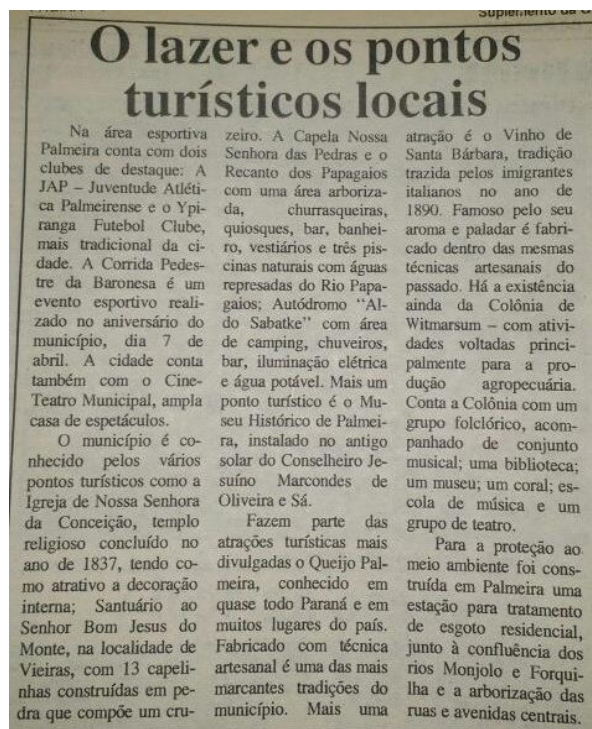 Suplemento da
O lazer e os pontos
turísticos locais
Na área esportiva
Palmeira conta com dois
clubes de destaque: A
JAP – Juventude Atléti-
ca Palmeirense e o Ypi-
ranga Futebol Clube,
mais tradicional da ci-
dade. A Corrida Pedes-
tre da Baronesa é um
evento esportivo reali-
zado no aniversário do
município, dia 7 de
abril. A cidade conta
também com o Cine-
Teatro Municipal, ampla
casa de espetáculos.
O município é co-
nhecido pelos vários
pontos turísticos como a
Igreja de Nossa Senhora
da Conceição, templo
religioso concluído no
ano de 1837, tendo co-
mo atrativo a decoração
interna; Santuário ao
Senhor Bom Jesus do
Monte, na localidade de
Vieiras, com 13 capeli-
nhas construídas em pe-
dra que compõe um cru-
zeiro. A Capela Nossa
Senhora das Pedras e o
Recanto dos Papagaios
com uma área arboriza-
da, churrasqueiras,
quiosques, bar, banhei-
ro, vestiários e três pis-
cinas naturais com águas
represadas do Rio Papa-
gaios; Autódromo "Al-
do Sabatke" com área
de camping, chuveiros,
bar, iluminação elétrica
e água potável. Mais um
ponto turístico é o Mu-
seu Histórico de Palmei-
ra, instalado no antigo
solar do Conselheiro Je-
suíno Marcondes de
Oliveira e Sá.
Fazem parte das
atrações turísticas mais
divulgadas o Queijo Pal-
meira, conhecido em
quase todo Paraná e em
muitos lugares do país.
Fabricado com técnica
artesanal é uma das mais
marcantes tradições do
município. Mais uma
atração é o Vinho de
Santa Bárbara, tradição
trazida pelos imigrantes
italianos no ano de
1890. Famoso pelo seu
aroma e paladar é fabri-
cado dentro das mesmas
técnicas artesanais do
passado. Há a existência
ainda da Colônia de
Witmarsum – com ativi-
dades voltadas princi-
palmente para a pro-
dução agropecuária.
Conta a Colônia com um
grupo folclórico, acom-
panhado de conjunto
musical; uma biblioteca;
um museu; um coral; es-
cola de música e um
grupo de teatro.
Para a proteção ao
meio ambiente foi cons-
truída em Palmeira uma
estação para tratamento
de esgoto residencial,
junto à confluência dos
rios Monjolo e Forqui-
lha e a arborização das
ruas e avenidas centrais.